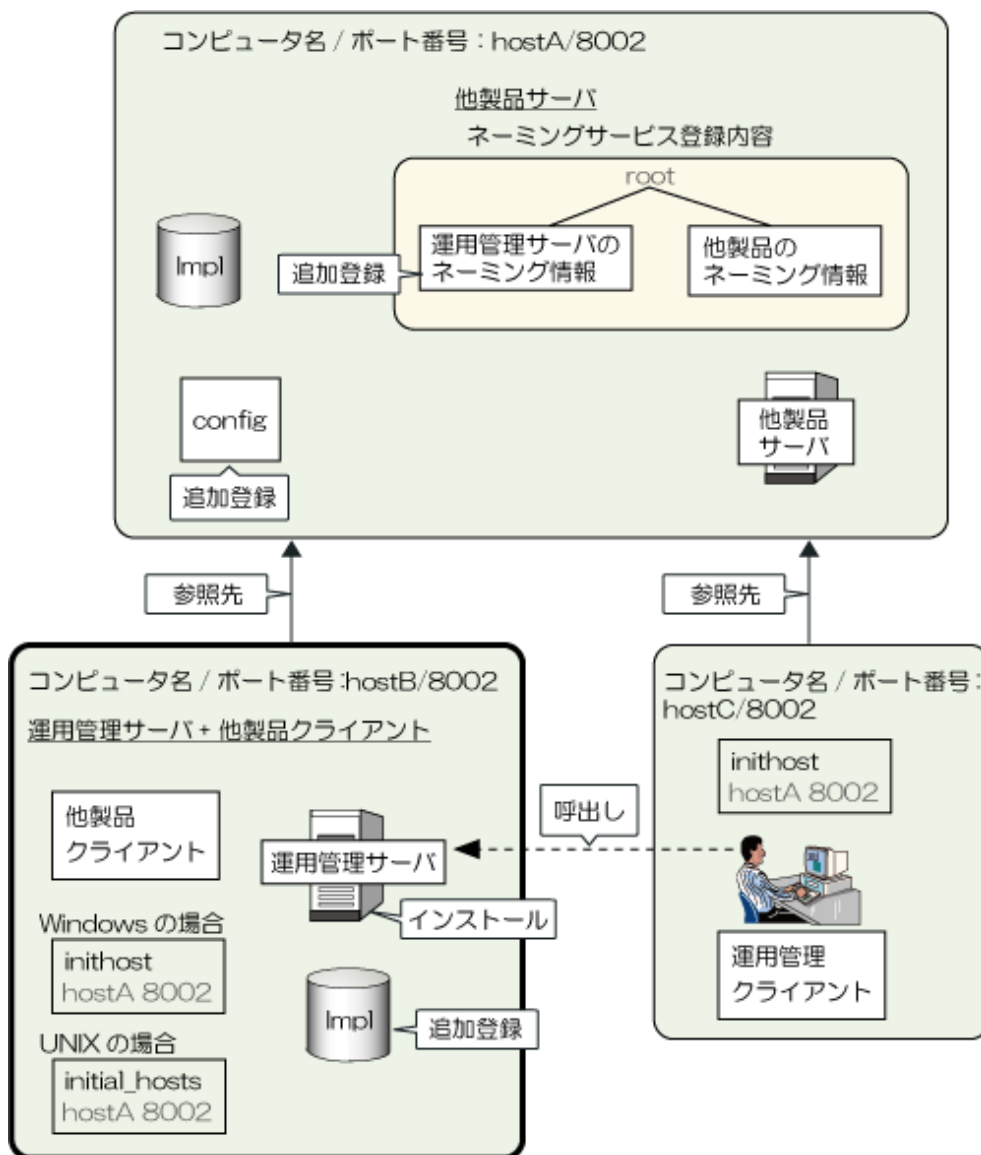 コンピュータ名 / ポート番号：hostA/8002
他製品サーバ
ネーミングサービス登録内容
root
運用管理サーバの
ネーミング情報
他製品の
ネーミング情報
追加登録
Impl
config
追加登録
他製品
サーバ
参照先
参照先
コンピュータ名 / ポート番号:hostB/8002
運用管理サーバ + 他製品クライアント
他製品
クライアント
運用管理サーバ
インストール
Windows の場合
inithost
hostA 8002
Impl
追加登録
UNIX の場合
initial_hosts
hostA 8002
呼出し
コンピュータ名 / ポート番号:
hostC/8002
inithost
hostA 8002
運用管理
クライアント